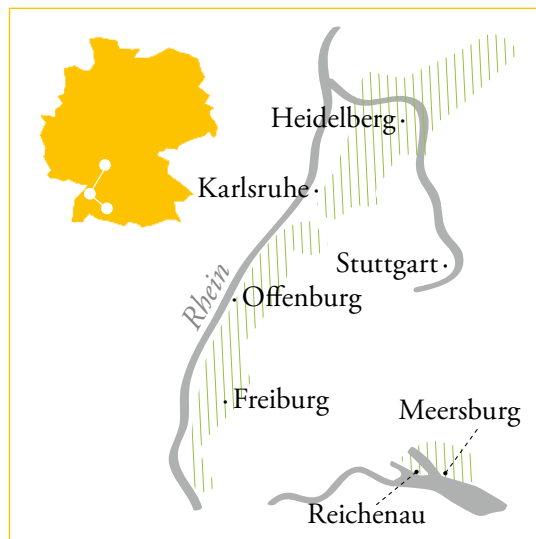 Heidelberg
Karlsruhe
Stuttgart
Rhein
Offenburg
Freiburg
Meersburg
Reichenau